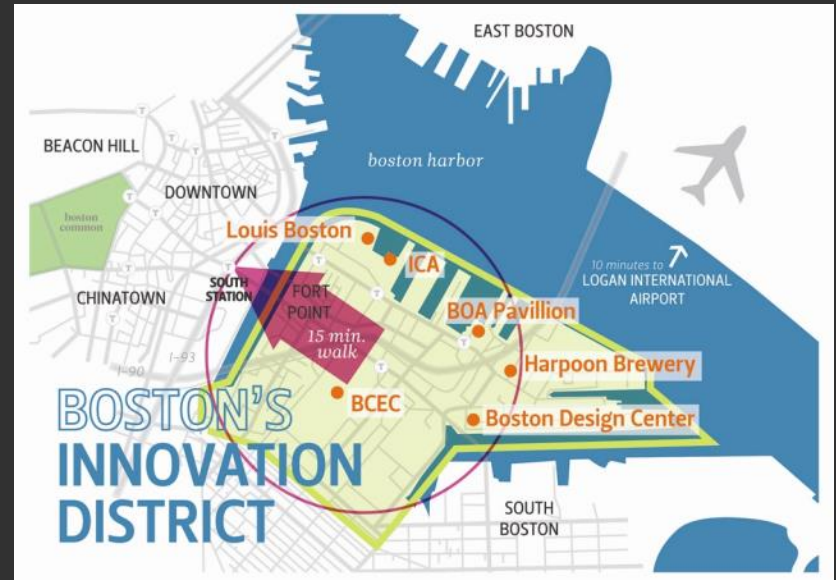 EAST BOSTON
BEACON HILL
boston harbor
DOWNTOWN
boston
common
Louis Boston
ICA
10 minutes to
LOGAN INTERNATIONAL
AIRPORT
SOUTH
STATION
CHINATOWN
FORT
POINT
BOA Pavillion
15 min.
walk
I-93
I-90
Harpoon Brewery
BCEC
Boston Design Center
BOSTON'S
INNOVATION
DISTRICT
SOUTH
BOSTON
T
T
T
T
T
T
T
T
T
T
T
T